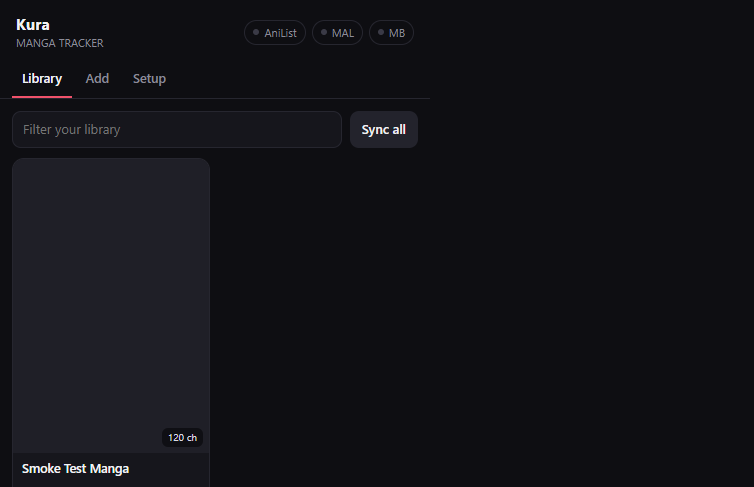 Kura
MANGA TRACKER
AniList
MAL
MB
Library
Add
Setup
Filter your library
Sync all
120 ch
Smoke Test Manga